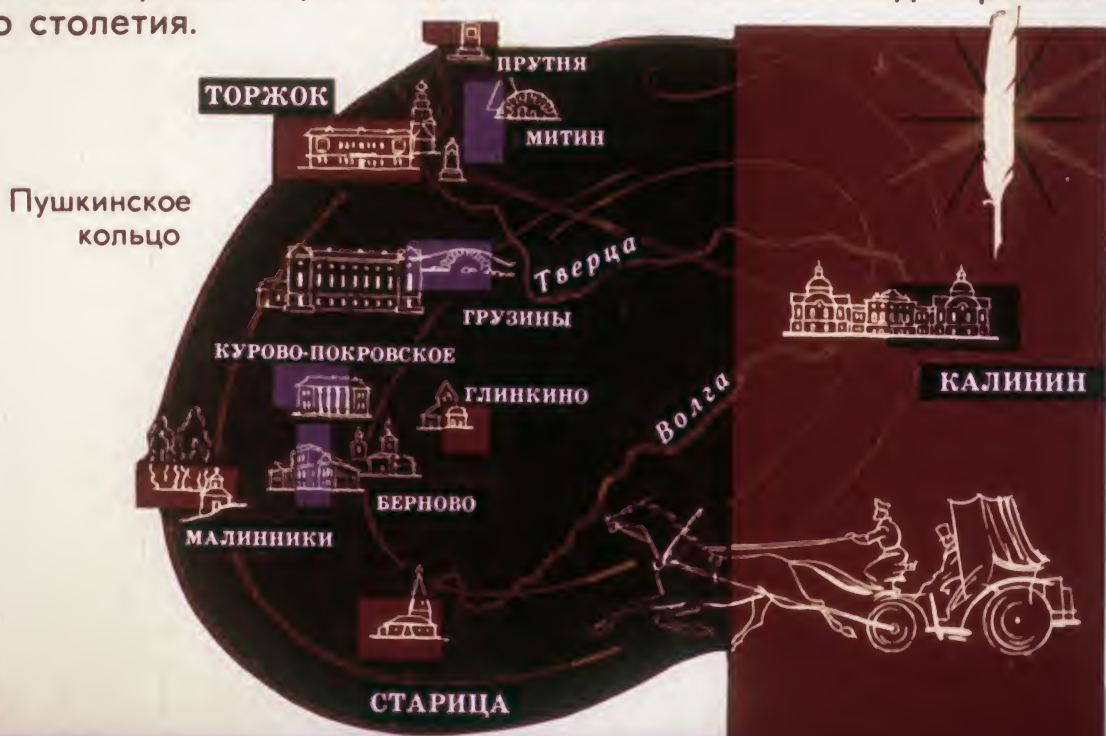 о столетия.
ПРУТНЯ
ТОРЖОК
МИТИН
Пушкинское
кольцо
Тверца
ГРУЗИНЫ
КУРОВО-ПОКРОВСКОЕ
КАЛИНИН
ГЛИНКИНО
Волга
БЕРНОВО
МАЛИННИКИ
СТАРИЦА